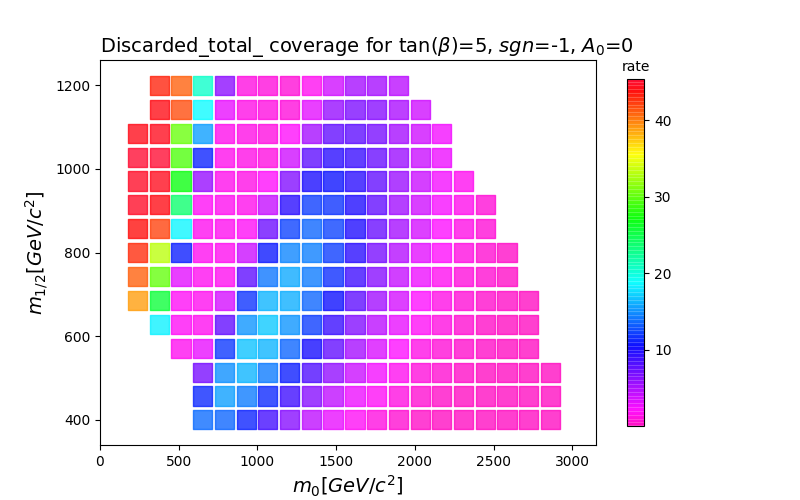 Discarded_total_ coverage for tan(β)=5, sgn=-1, A₀=0
rate
1200
1000
800
600
400
40
30
20
10
m₁/₂[GeV/c²]
0 500 1000 1500 2000 2500 3000
m₀[GeV/c²]